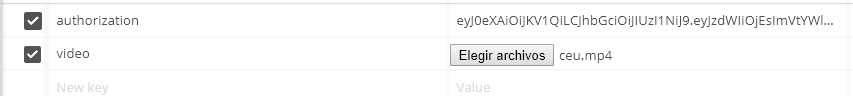 authorization eyJ0eXAiOiJKV1QiLCJhbGciOiJIUzI1NiJ9.eyJzdWIiOjEsImVtYWl...
video Elegir archivos ceu.mp4
New key Value